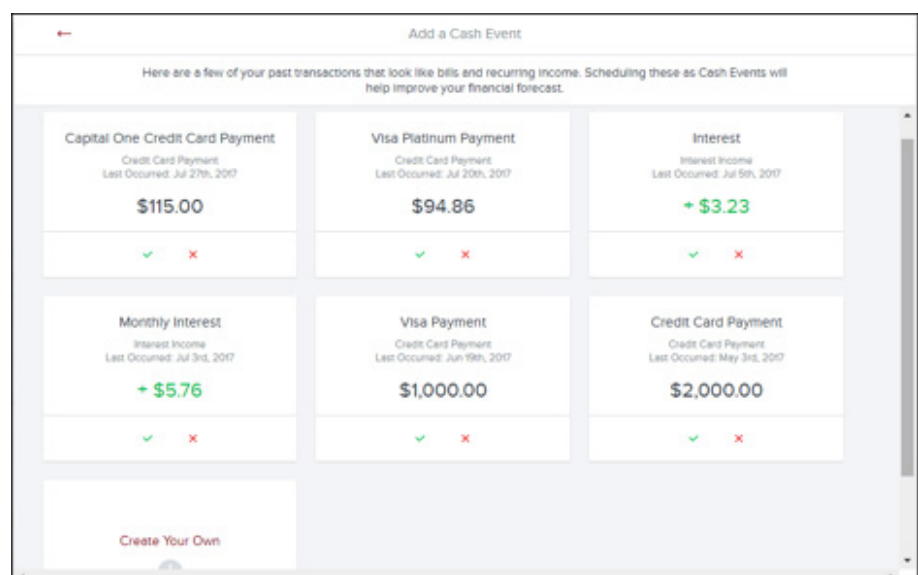 Add a Cash Event
Here are a few of your past transactions that look like bills and recurring income. Scheduling these as Cash Events will
help improve your financial forecast.
Capital One Credit Card Payment
Credit Card Payment
Last Occurred: Jul 27th, 2017
$115.00
Visa Platinum Payment
Credit Card Payment
Last Occurred: Jul 20th, 2017
$94.86
Interest
Interest Income
Last Occurred: Jul 5th, 2017
+ $3.23
Monthly Interest
Interest Income
Last Occurred: Jul 3rd, 2017
+ $5.76
Visa Payment
Credit Card Payment
Last Occurred: Jun 19th, 2017
$1,000.00
Credit Card Payment
Credit Card Payment
Last Occurred: May 3rd, 2017
$2,000.00
Create Your Own